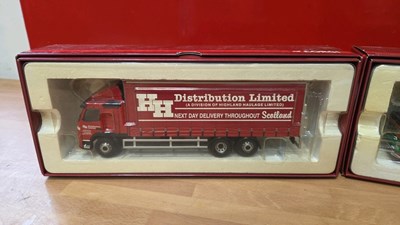 HH Distribution Limited
(A DIVISION OF HIGHLAND HAULAGE LIMITED)
NEXT DAY DELIVERY THROUGHOUT Scotland